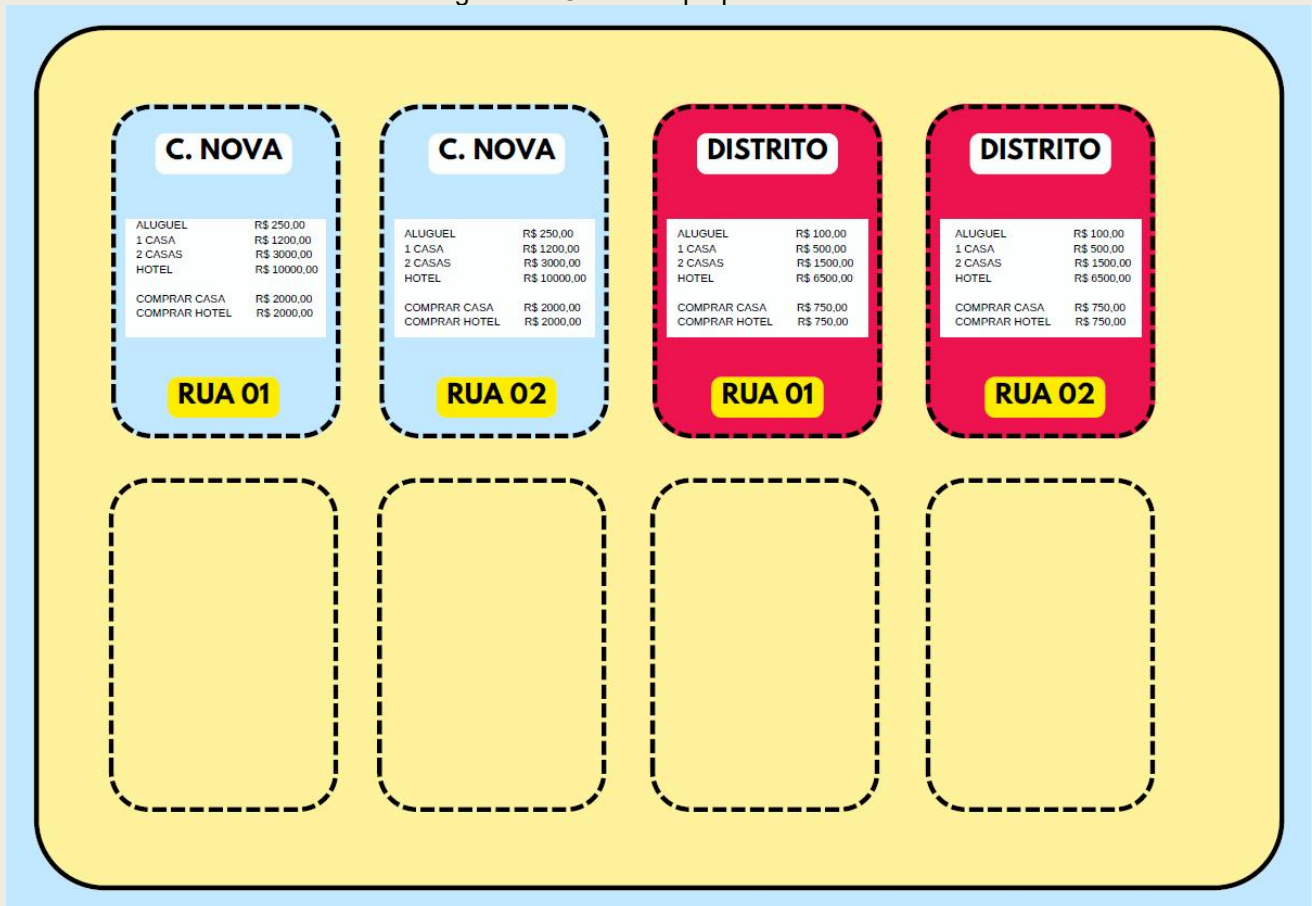 C. NOVA
ALUGUEL R$ 250,00
1 CASA R$ 1200,00
2 CASAS R$ 3000,00
HOTEL R$ 10000,00
COMPRAR CASA R$ 2000,00
COMPRAR HOTEL R$ 2000,00
RUA 01
C. NOVA
ALUGUEL R$ 250,00
1 CASA R$ 1200,00
2 CASAS R$ 3000,00
HOTEL R$ 10000,00
COMPRAR CASA R$ 2000,00
COMPRAR HOTEL R$ 2000,00
RUA 02
DISTRITO
ALUGUEL R$ 100,00
1 CASA R$ 500,00
2 CASAS R$ 1500,00
HOTEL R$ 6500,00
COMPRAR CASA R$ 750,00
COMPRAR HOTEL R$ 750,00
RUA 01
DISTRITO
ALUGUEL R$ 100,00
1 CASA R$ 500,00
2 CASAS R$ 1500,00
HOTEL R$ 6500,00
COMPRAR CASA R$ 750,00
COMPRAR HOTEL R$ 750,00
RUA 02